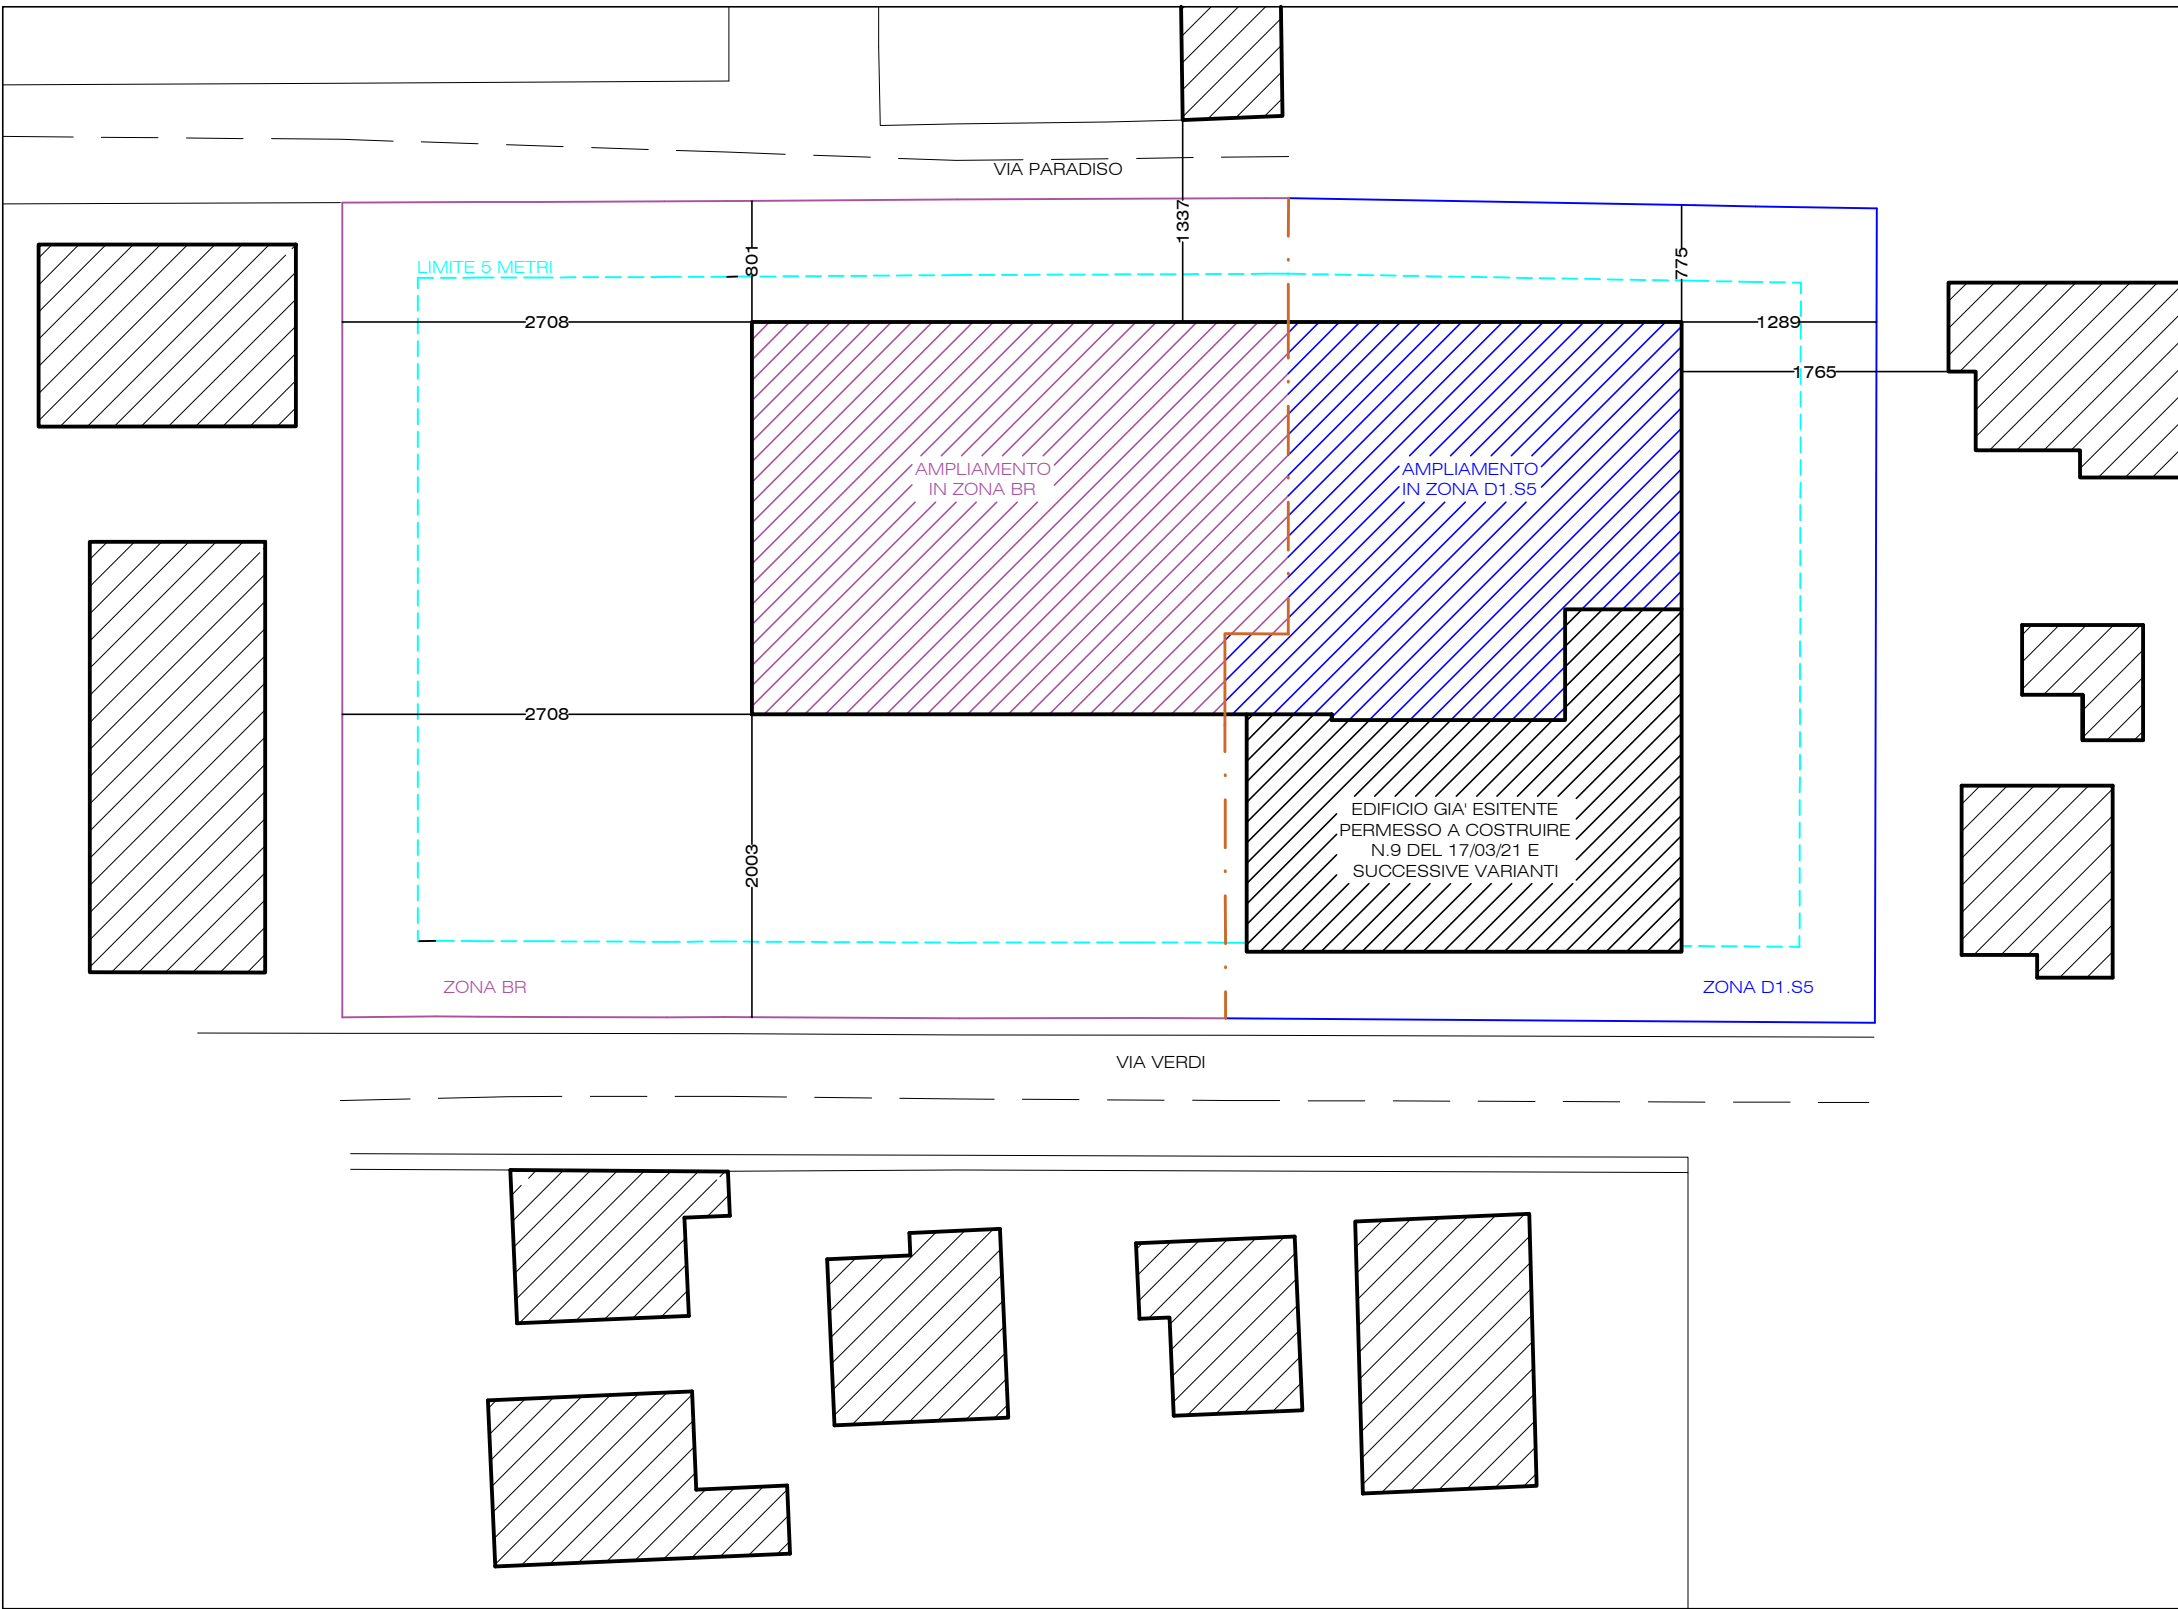 VIA PARADISO
1337
801
775
LIMITE 5 METRI
2708
1289
1765
AMPLIAMENTO
IN ZONA BR
AMPLIAMENTO
IN ZONA D1.S5
2708
EDIFICIO GIA' ESITENTE
PERMESSO A COSTRUIRE
N.9 DEL 17/03/21 E
SUCCESSIVE VARIANTI
2003
ZONA BR
ZONA D1.S5
VIA VERDI